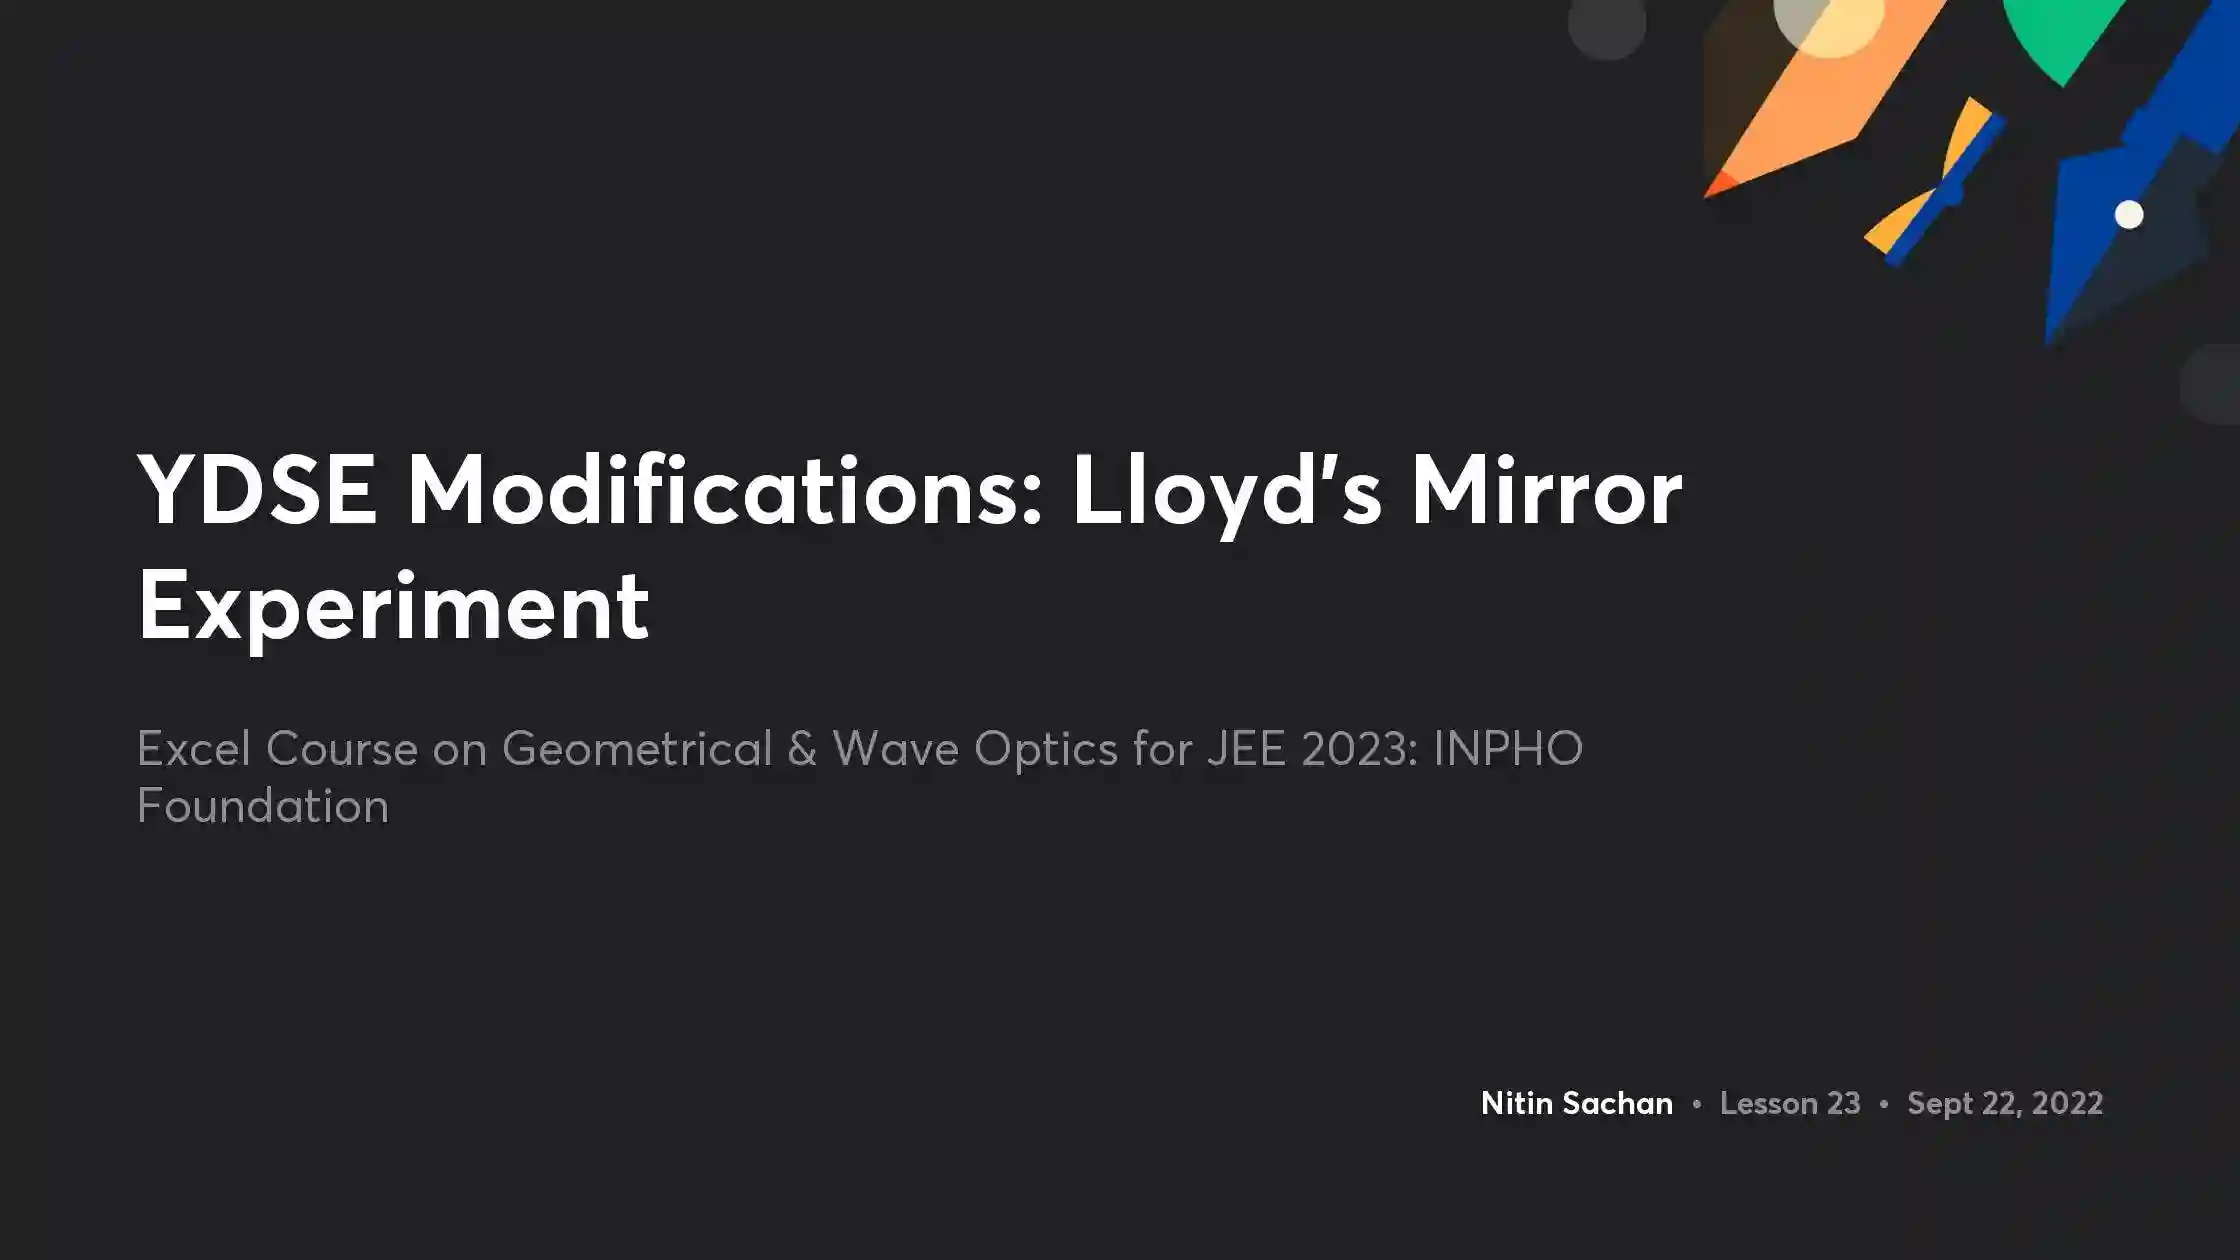 YDSE Modifications: Lloyd's Mirror
Experiment
Excel Course on Geometrical & Wave Optics for JEE 2023: INPHO
Foundation
Nitin Sachan • Lesson 23 • Sept 22, 2022